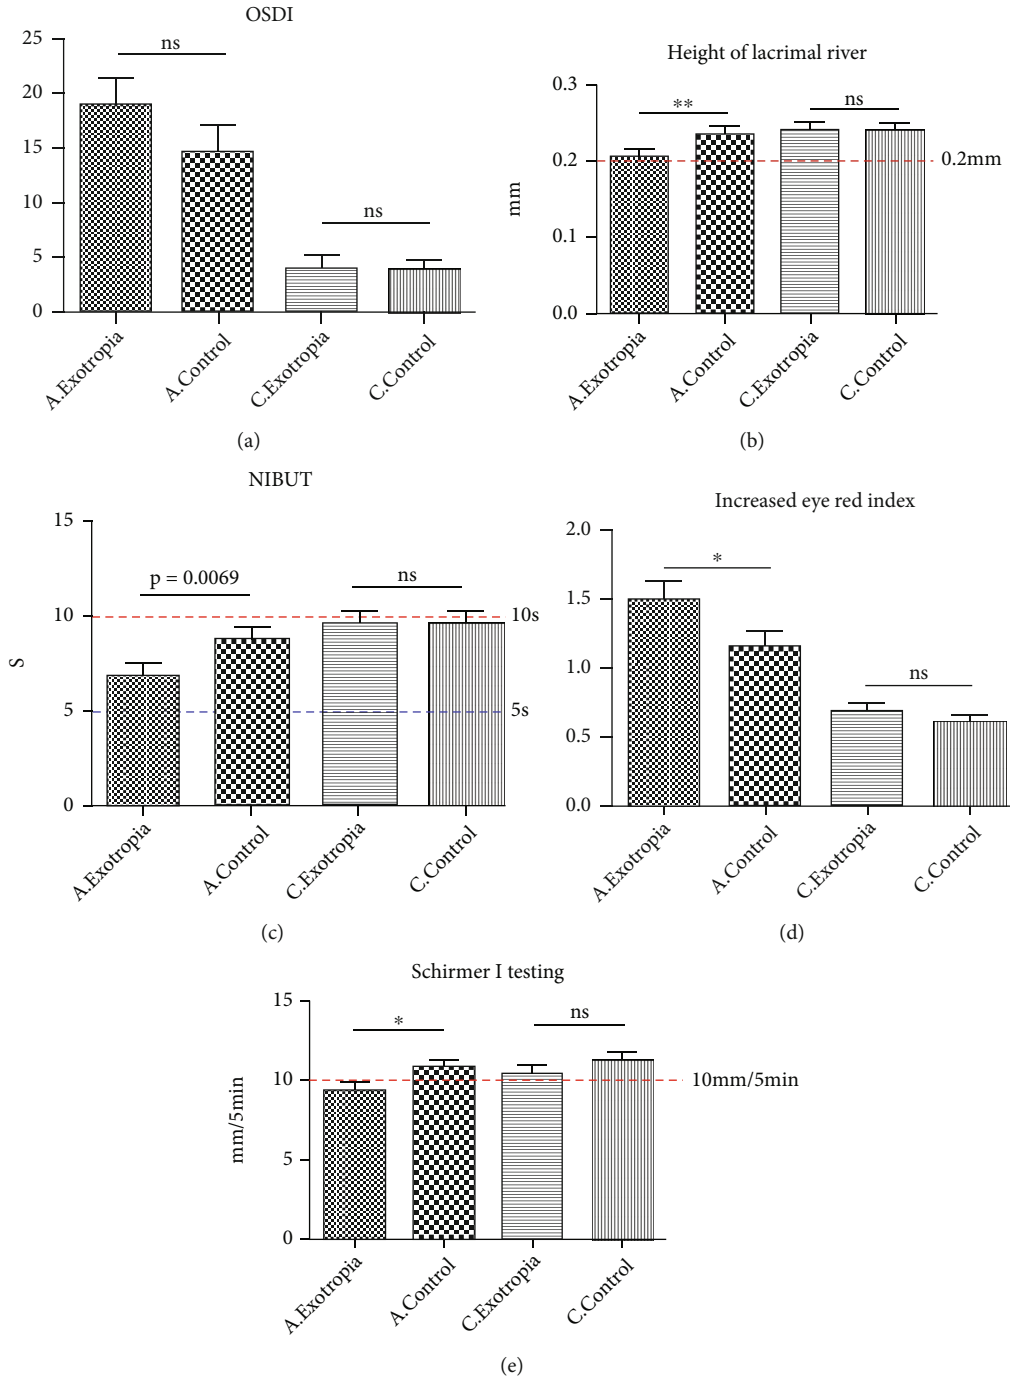 OSDI
25
20
15
10
5
0
ns
ns
A.Exotropia
A.Control
C.Exotropia
C.Control
(a)
Height of lacrimal river
mm
0.3
0.2
0.1
0.0
**
ns
0.2mm
A.Exotropia
A.Control
C.Exotropia
C.Control
(b)
NIBUT
S
15
10
5
0
p = 0.0069
ns
10s
5s
A.Exotropia
A.Control
C.Exotropia
C.Control
(c)
Increased eye red index
2.0
1.5
1.0
0.5
0.0
*
ns
A.Exotropia
A.Control
C.Exotropia
C.Control
(d)
Schirmer I testing
mm/5min
15
10
5
0
*
ns
10mm/5min
A.Exotropia
A.Control
C.Exotropia
C.Control
(e)